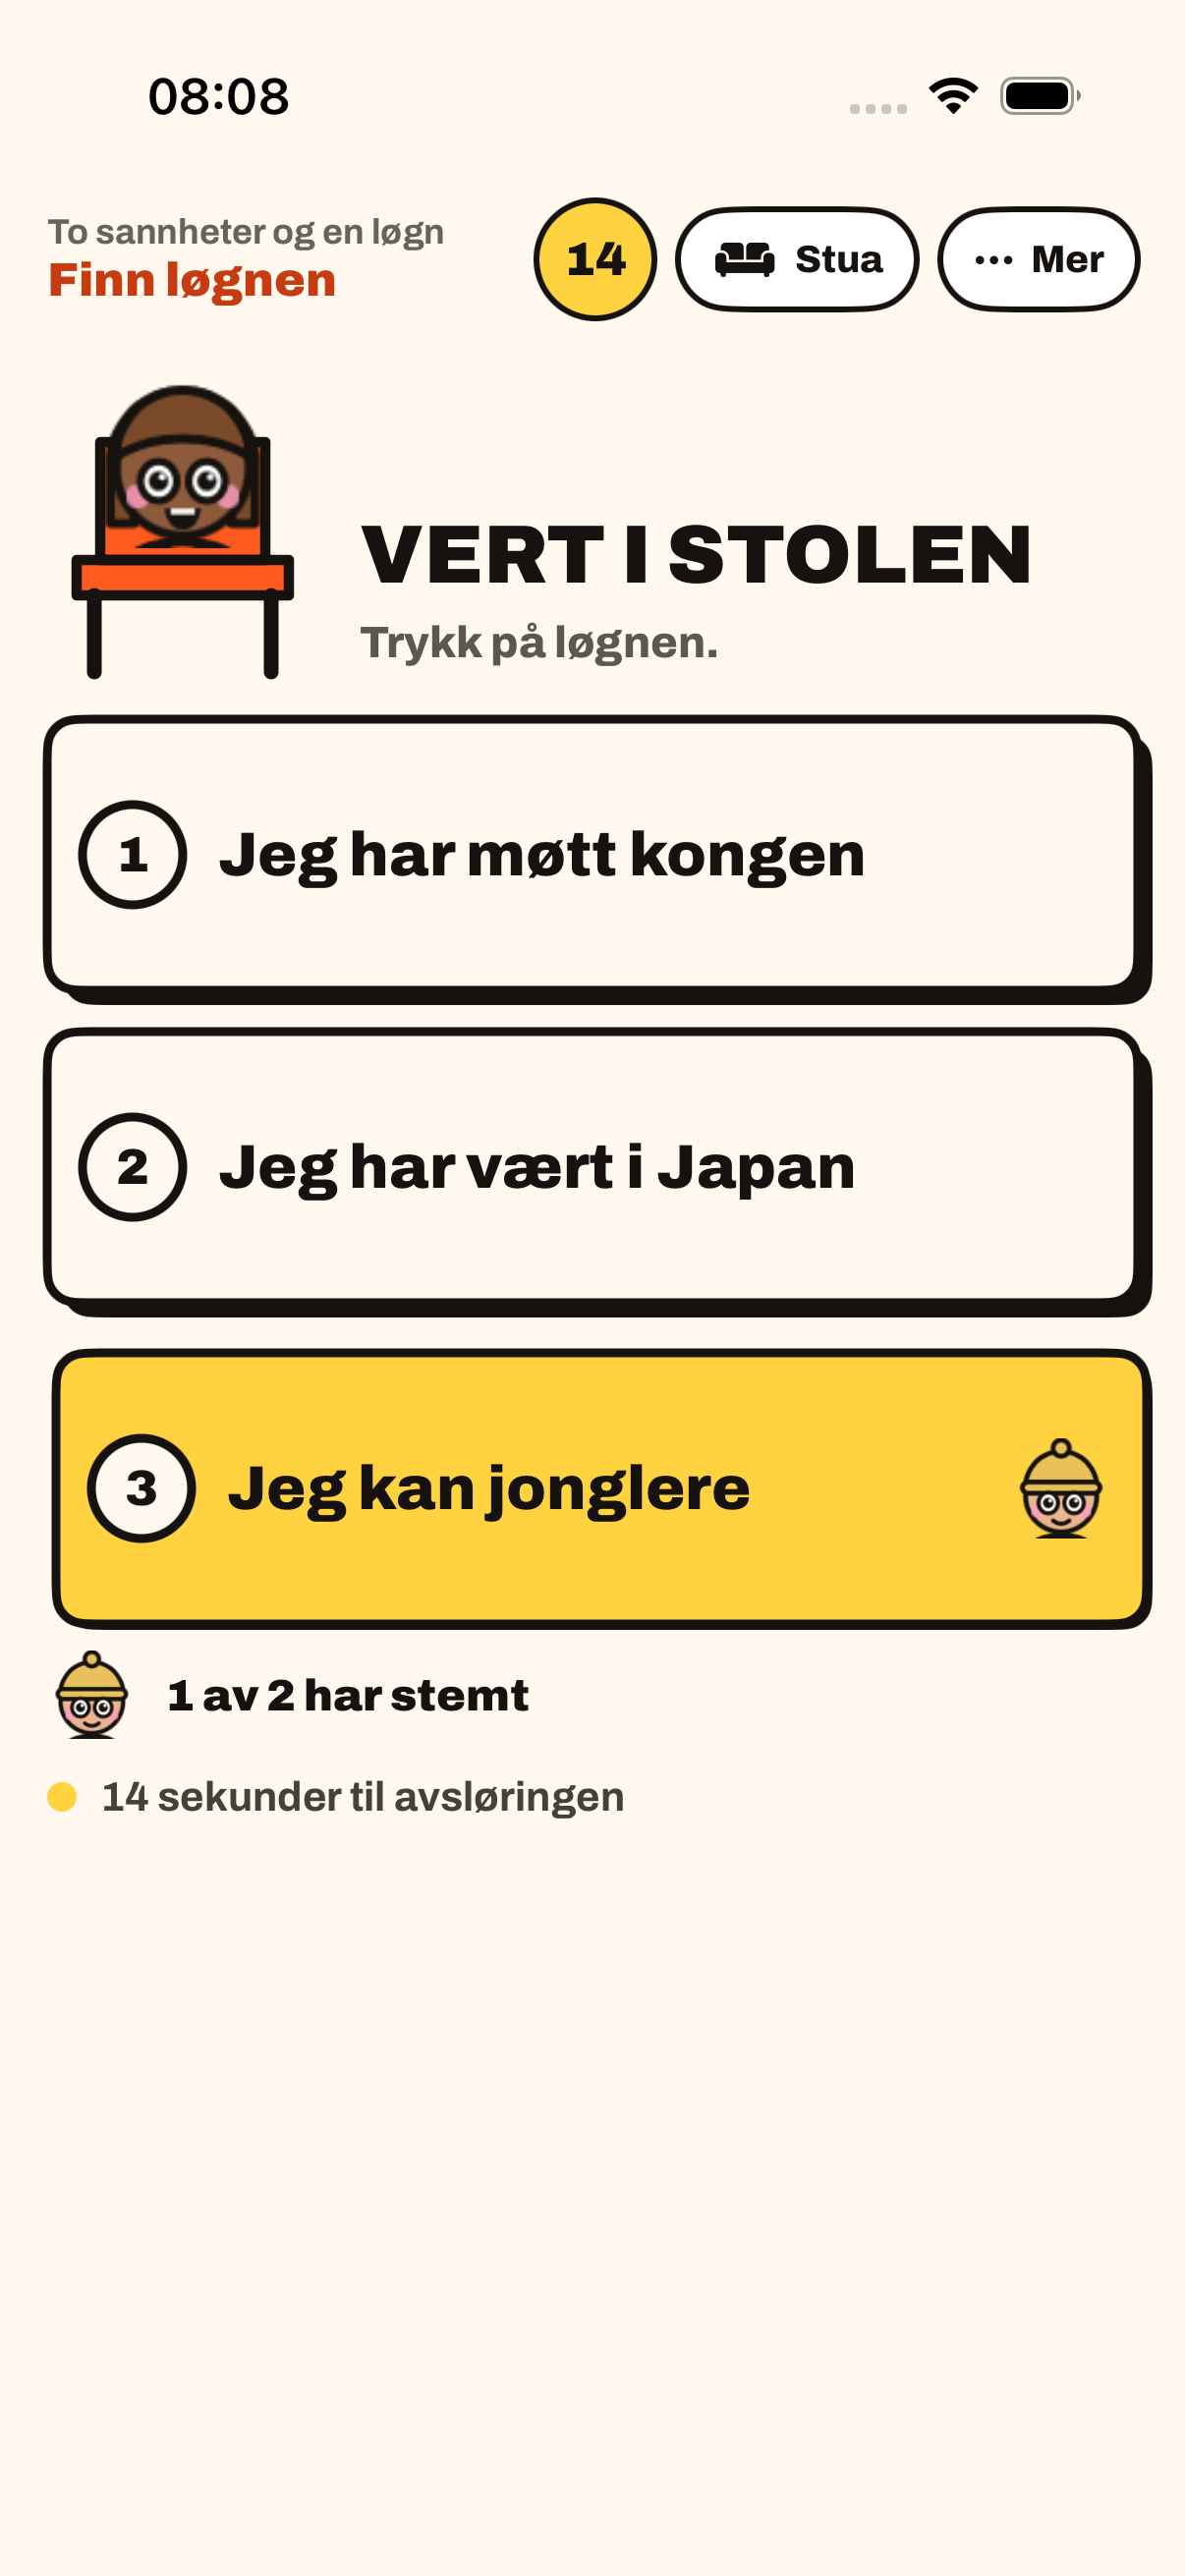 08:08
To sannheter og en løgn
Finn løgnen
14
Stua
Mer
VERT I STOLEN
Trykk på løgnen.
1 Jeg har møtt kongen
2 Jeg har vært i Japan
3 Jeg kan jonglere
1 av 2 har stemt
14 sekunder til avsløringen